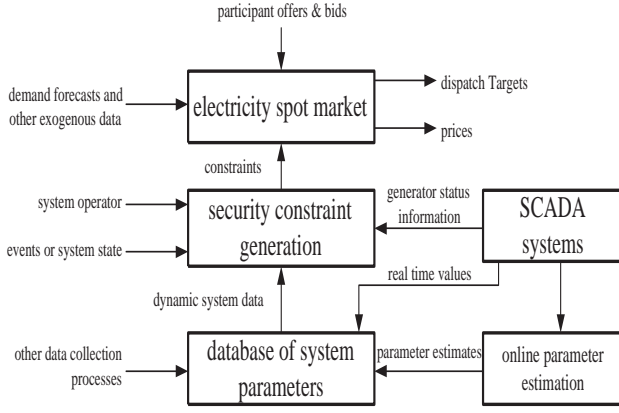 participant offers & bids
demand forecasts and
other exogenous data
electricity spot market
dispatch Targets
prices
constraints
system operator
events or system state
security constraint
generation
generator status
information
SCADA
systems
dynamic system data
real time values
other data collection
processes
database of system
parameters
parameter estimates
online parameter
estimation